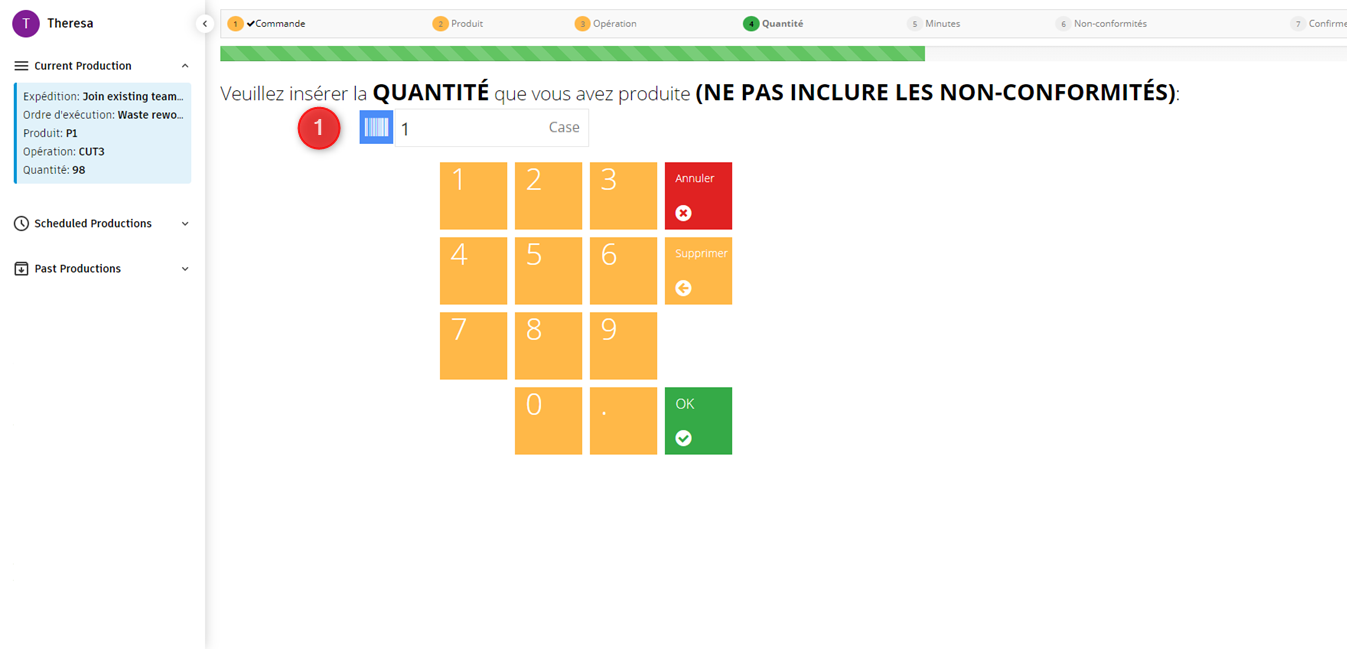 T Theresa
Current Production
Expédition: Join existing team...
Ordre d'exécution: Waste rewo...
Produit: P1
Opération: CUT3
Quantité: 98
Scheduled Productions
Past Productions
1 Commande 2 Produit 3 Opération 4 Quantité 5 Minutes 6 Non-conformités 7 Confirme
Veuillez insérer la QUANTITÉ que vous avez produite (NE PAS INCLURE LES NON-CONFORMITÉS):
1 1 Case
1 2 3 Annuler
4 5 6 Supprimer
7 8 9
0 . OK